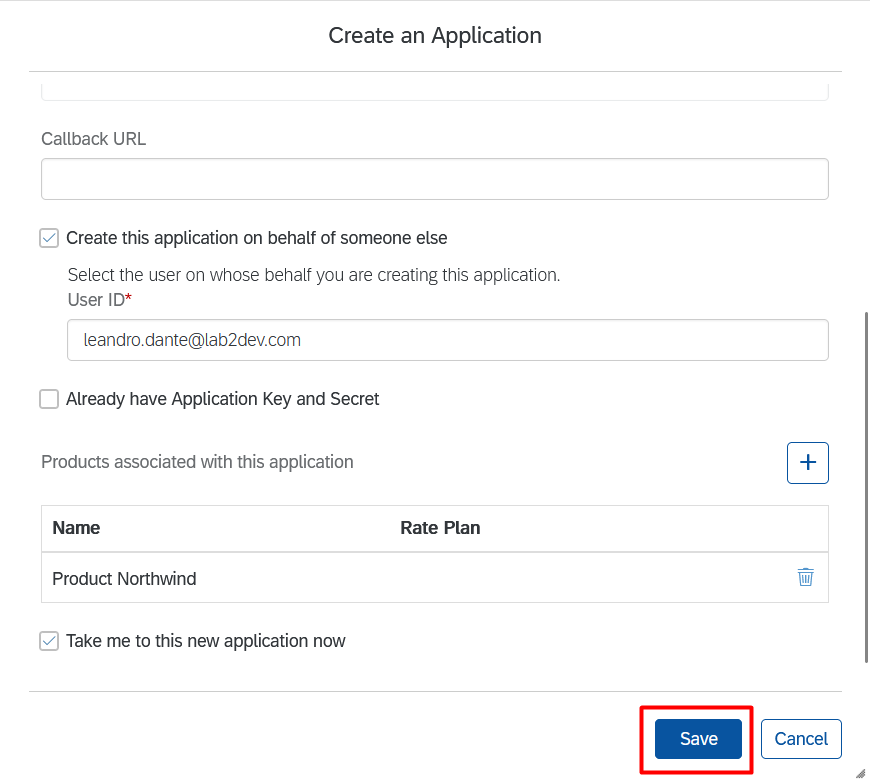 Create an Application
Callback URL
Create this application on behalf of someone else
Select the user on whose behalf you are creating this application.
User ID*
leandro.dante@lab2dev.com
Already have Application Key and Secret
Products associated with this application
Name Rate Plan
Product Northwind
Take me to this new application now
Save Cancel